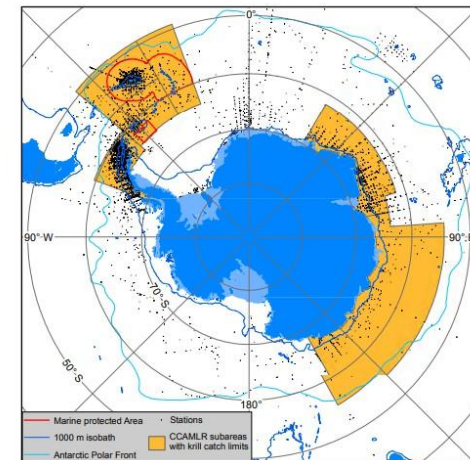 0°
90° W
90° E
-70° S
50° S
180°
Marine protected Area
Stations
1000 m isobath
CCAMLR subareas
with krill catch limits
Antarctic Polar Front